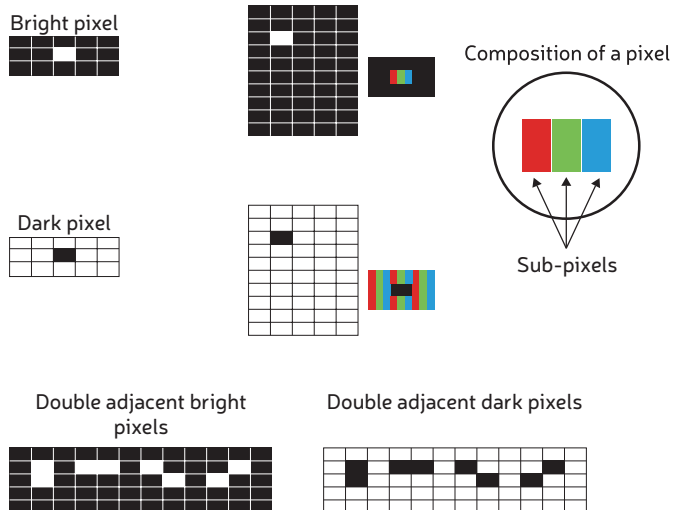 Bright pixel
Composition of a pixel
Dark pixel
Sub-pixels
Double adjacent bright
pixels
Double adjacent dark pixels